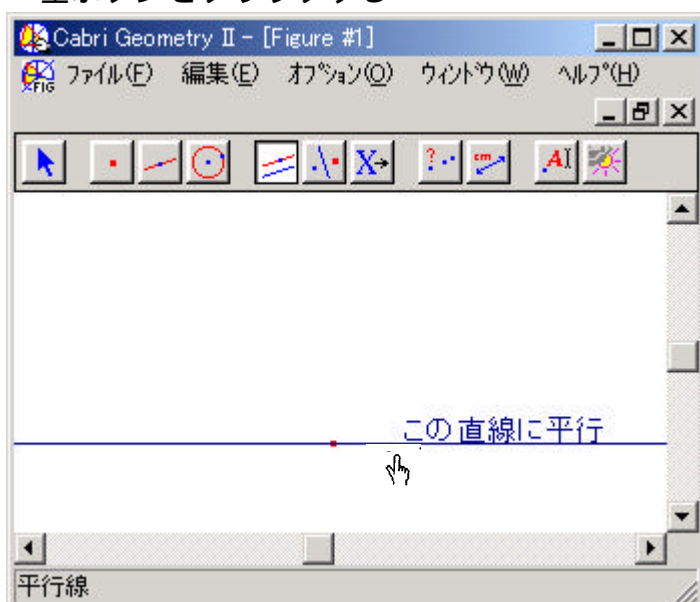 Cabri Geometry II - [Figure #1]
ファイル(F) 編集(E) オプション(O) ウィンドウ(W) ヘルプ(H)
X
?
cm
A
この直線に平行
平行線